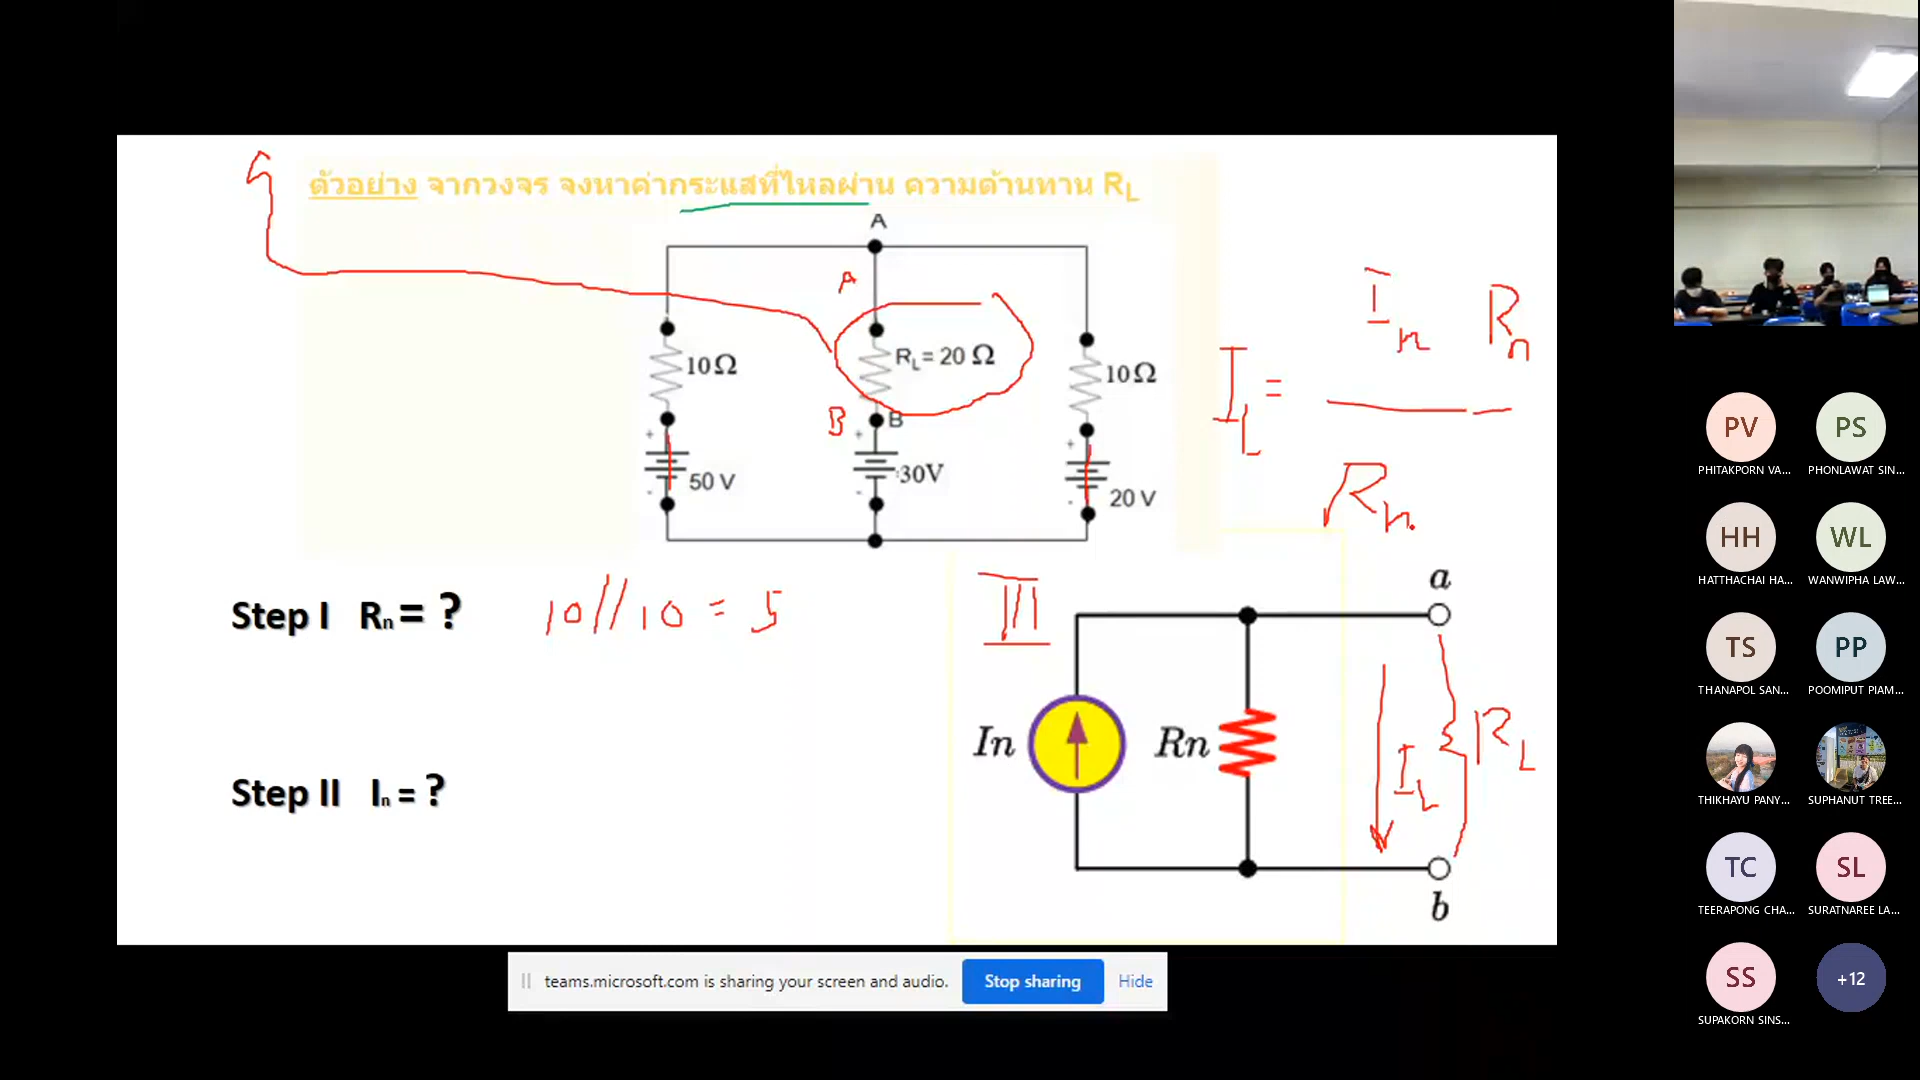 ตัวอย่าง จากวงจร จงหาค่ากระแสที่ไหลผ่าน ความต้านทาน RL
A
A
10Ω
RL = 20 Ω
10Ω
B
B
+
+
+
50 V
30V
20 V
-
-
-
IL = In Rn
Rn
Step I Rn = ?
10 // 10 = 5
III
a
In
Rn
IL
RL
b
Step II In = ?
teams.microsoft.com is sharing your screen and audio.
Stop sharing
Hide
PV
PS
PHITAKPORN VA...
PHONLAWAT SIN...
HH
WL
HATTHACHAI HA...
WANWIPHA LAW...
TS
PP
THANAPOL SAN...
POOMIPUT PIAM...
THIKHAYU PANY...
SUPHANUT TREE...
TC
SL
TEERAPONG CHA...
SURATNAREE LA...
SS
+12
SUPAKORN SINS...